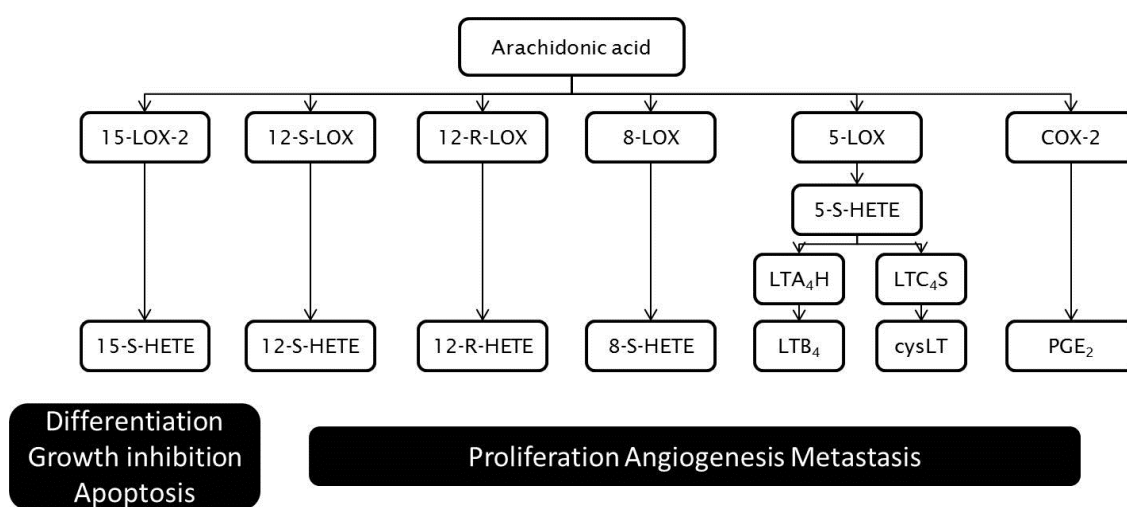 Arachidonic acid
15-LOX-2
12-S-LOX
12-R-LOX
8-LOX
5-LOX
COX-2
5-S-HETE
LTA₄H
LTC₄S
15-S-HETE
12-S-HETE
12-R-HETE
8-S-HETE
LTB₄
cysLT
PGE₂
Differentiation
Growth inhibition
Apoptosis
Proliferation Angiogenesis Metastasis